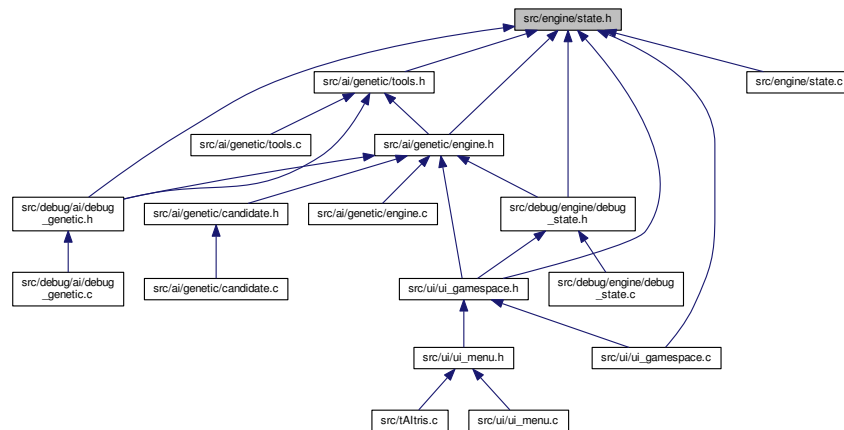 src/engine/state.h
src/ai/genetic/tools.h
src/engine/state.c
src/ai/genetic/tools.c
src/ai/genetic/engine.h
src/debug/ai/debug
_genetic.h
src/ai/genetic/candidate.h
src/ai/genetic/engine.c
src/debug/engine/debug
_state.h
src/debug/ai/debug
_genetic.c
src/ai/genetic/candidate.c
src/ui/ui_gamespace.h
src/debug/engine/debug
_state.c
src/ui/ui_menu.h
src/ui/ui_gamespace.c
src/tAItris.c
src/ui/ui_menu.c